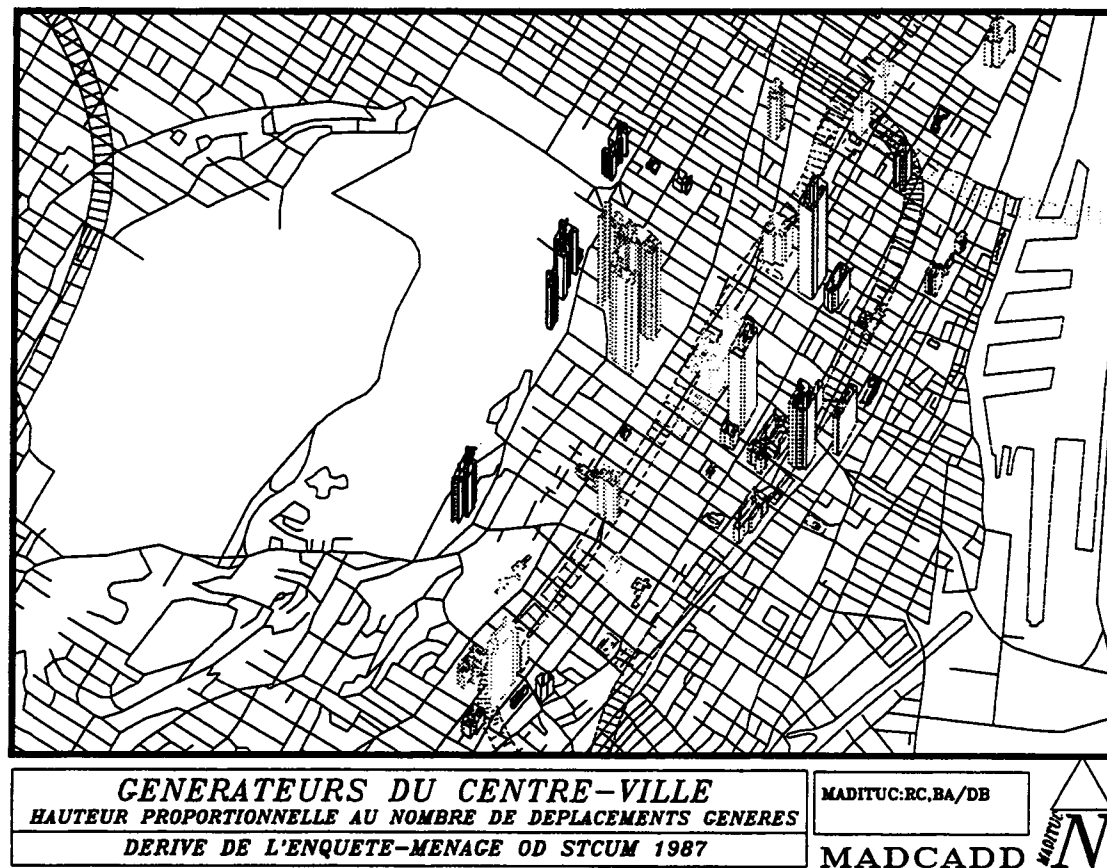 GENERATEURS DU CENTRE-VILLE
HAUTEUR PROPORTIONNELLE AU NOMBRE DE DEPLACEMENTS GENERES
DERIVE DE L'ENQUETE-MENAGE OD STCUM 1987
MADITUC:RC,BA/DB
MADCADD
MADITUC
N